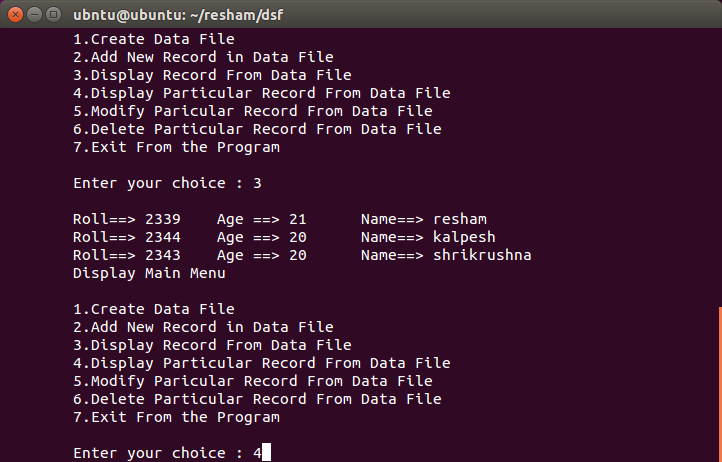 ubntu@ubuntu: ~/resham/dsf
1.Create Data File
2.Add New Record in Data File
3.Display Record From Data File
4.Display Particular Record From Data File
5.Modify Paricular Record From Data File
6.Delete Particular Record From Data File
7.Exit From the Program
Enter your choice : 3
Roll==> 2339    Age ==> 21      Name==> resham
Roll==> 2344    Age ==> 20      Name==> kalpesh
Roll==> 2343    Age ==> 20      Name==> shrikrushna
Display Main Menu
1.Create Data File
2.Add New Record in Data File
3.Display Record From Data File
4.Display Particular Record From Data File
5.Modify Paricular Record From Data File
6.Delete Particular Record From Data File
7.Exit From the Program
Enter your choice : 4